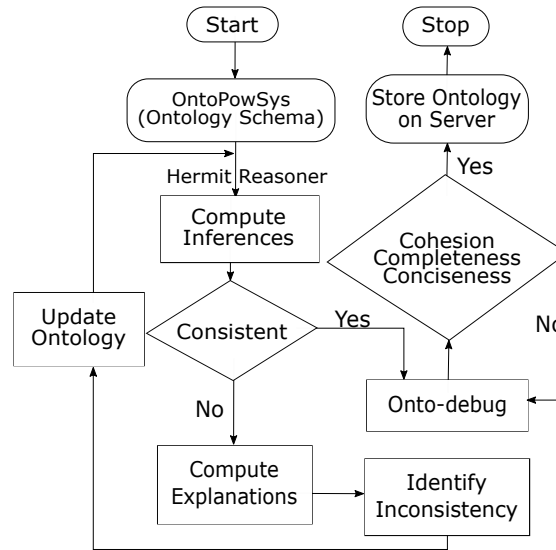 Start
OntoPowSys
(Ontology Schema)
Hermit Reasoner
Compute
Inferences
Consistent
Yes
No
Update
Ontology
Compute
Explanations
Identify
Inconsistency
Onto-debug
Cohesion
Completeness
Conciseness
No
Yes
Store Ontology
on Server
Stop